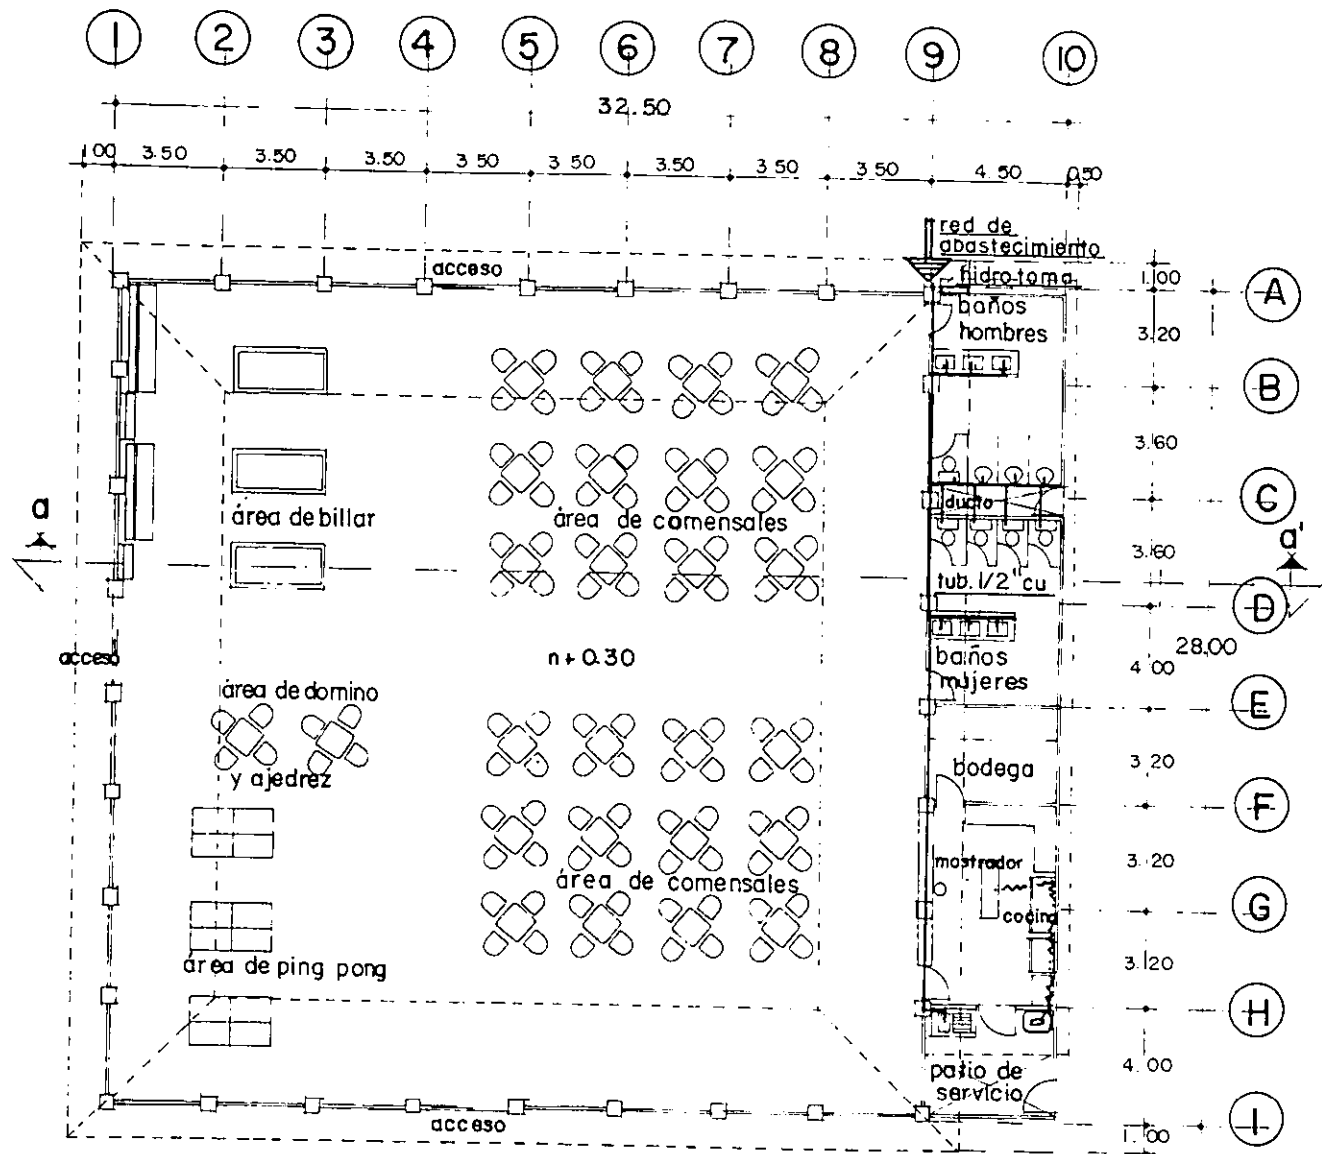 1 2 3 4 5 6 7 8 9 10
32.50
1.00 3.50 3.50 3.50 3.50 3.50 3.50 3.50 3.50 4.50 0.50
red de
abastecimiento
hidro-toma
1.00
A
acceso
baños
hombres
3.20
B
3.60
C
área de billar
área de comensales
ducto
a
a'
3.60
tub. 1/2" cu
D
28.00
acceso
n+0.30
baños
mujeres
4.00
E
área de domino
y ajedrez
bodega
3.20
F
mostrador
3.20
área de comensales
cocina
G
área de ping pong
3.20
H
patio de
servicio
4.00
acceso
1.00
I